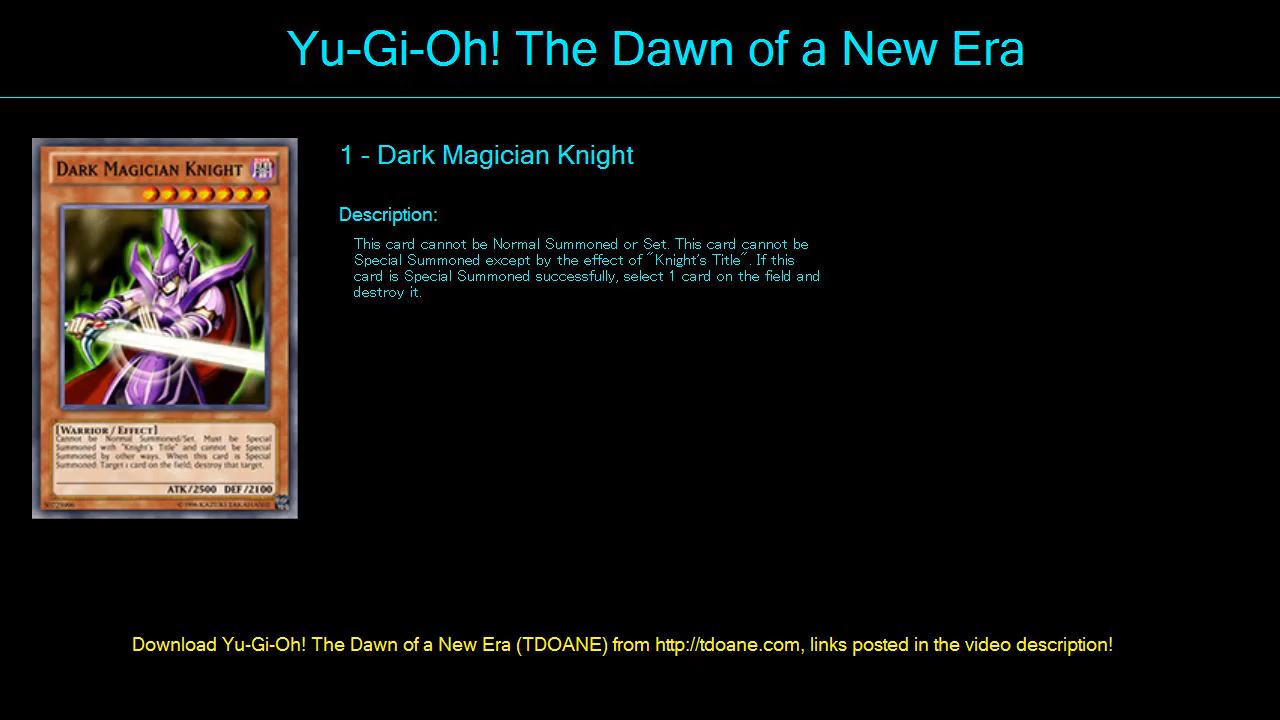 Yu-Gi-Oh! The Dawn of a New Era
DARK MAGICIAN KNIGHT
1 - Dark Magician Knight
Description:
This card cannot be Normal Summoned or Set. This card cannot be
Special Summoned except by the effect of "Knight's Title". If this
card is Special Summoned successfully, select 1 card on the field and
destroy it.
[WARRIOR / EFFECT]
Cannot be Normal Summoned/Set. Must be Special
Summoned with "Knight's Title" and cannot be Special
Summoned by other ways. When this card is Special
Summoned: Target 1 card on the field; destroy that target.
ATK/2500 DEF/2100
©1996 KAZUKI TAKAHASHI
Download Yu-Gi-Oh! The Dawn of a New Era (TDOANE) from http://tdoane.com, links posted in the video description!